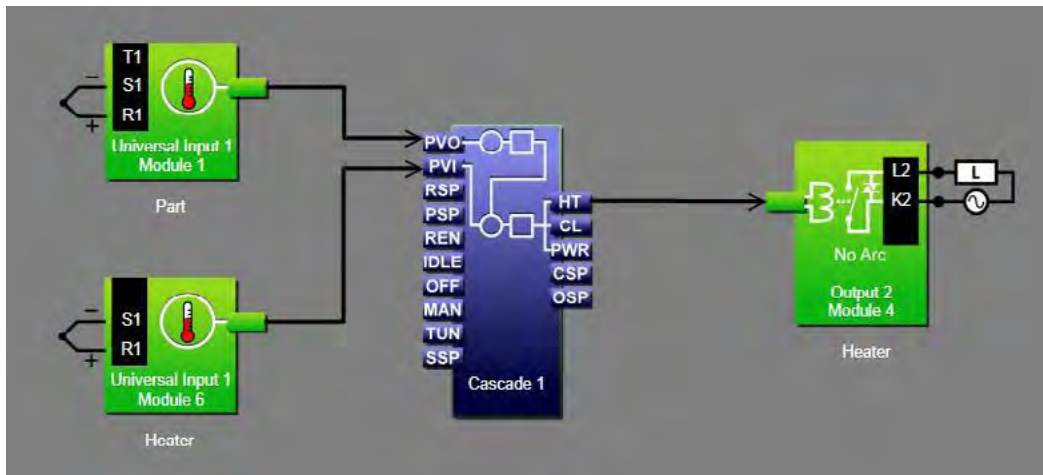 T1
S1
R1
Universal Input 1
Module 1
Part
S1
R1
Universal Input 1
Module 6
Heater
PVO
PVI
RSP
PSP
REN
IDLE
OFF
MAN
TUN
SSP
HT
CL
PWR
CSP
OSP
Cascade 1
L2
K2
L
No Arc
Output 2
Module 4
Heater